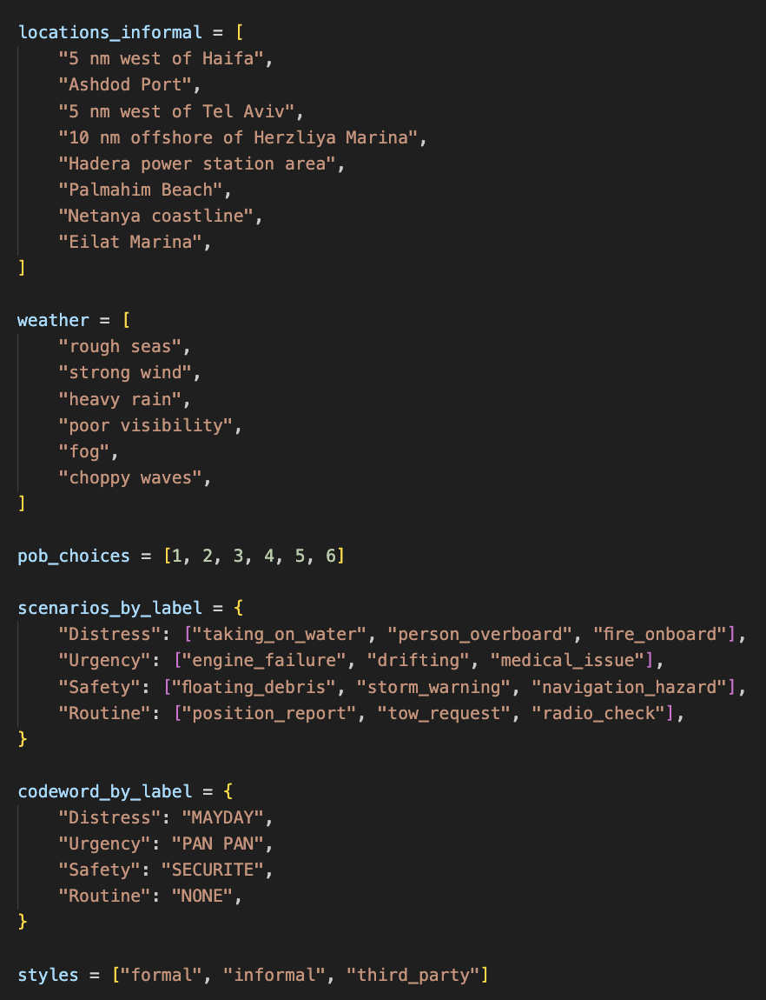 locations_informal = [
    "5 nm west of Haifa",
    "Ashdod Port",
    "5 nm west of Tel Aviv",
    "10 nm offshore of Herzliya Marina",
    "Hadera power station area",
    "Palmahim Beach",
    "Netanya coastline",
    "Eilat Marina",
]
weather = [
    "rough seas",
    "strong wind",
    "heavy rain",
    "poor visibility",
    "fog",
    "choppy waves",
]
pob_choices = [1, 2, 3, 4, 5, 6]
scenarios_by_label = {
    "Distress": ["taking_on_water", "person_overboard", "fire_onboard"],
    "Urgency": ["engine_failure", "drifting", "medical_issue"],
    "Safety": ["floating_debris", "storm_warning", "navigation_hazard"],
    "Routine": ["position_report", "tow_request", "radio_check"],
}
codeword_by_label = {
    "Distress": "MAYDAY",
    "Urgency": "PAN PAN",
    "Safety": "SECURITE",
    "Routine": "NONE",
}
styles = ["formal", "informal", "third_party"]